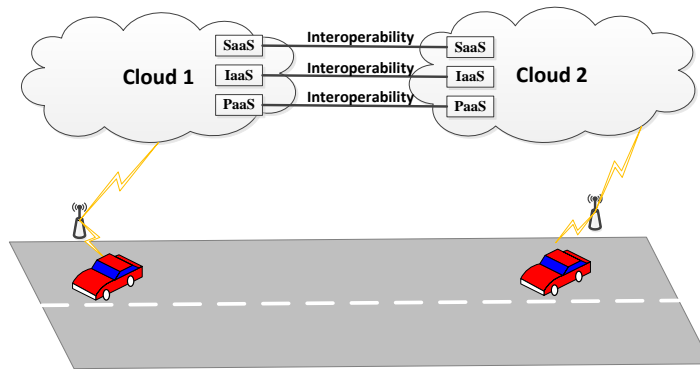 SaaS Interoperability SaaS
Cloud 1 IaaS Interoperability IaaS Cloud 2
PaaS Interoperability PaaS